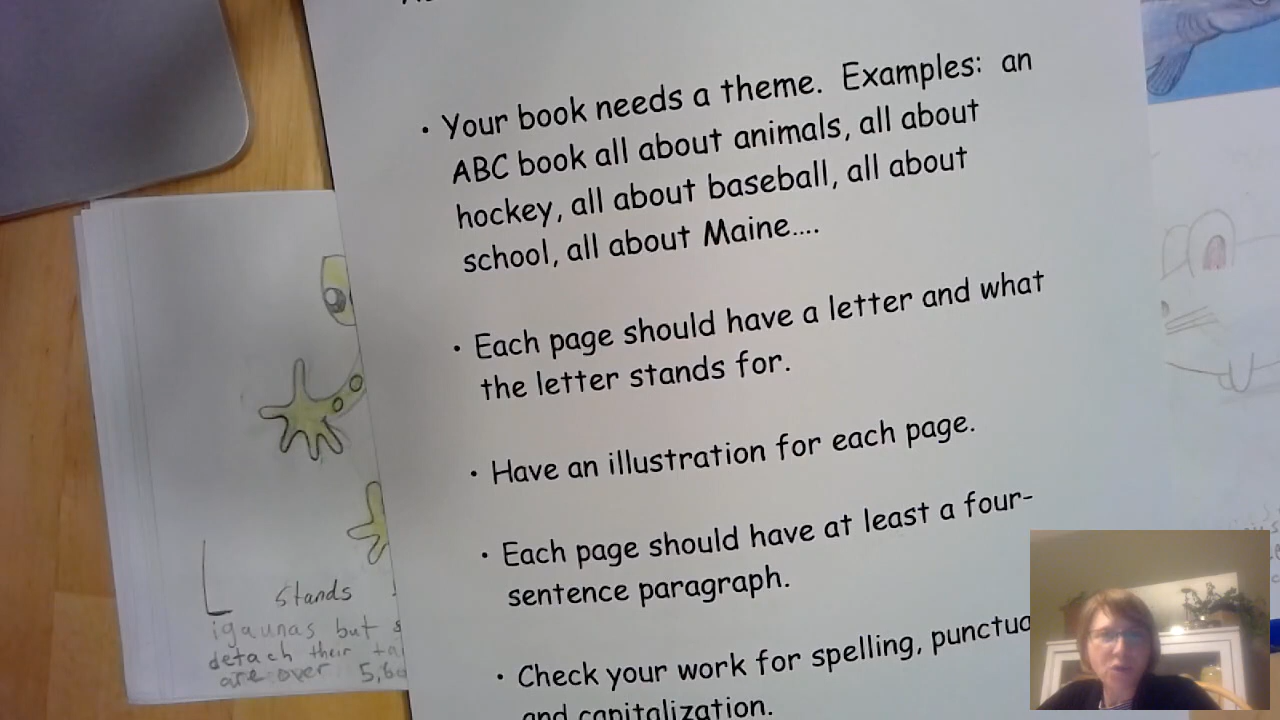 • Your book needs a theme. Examples: an
ABC book all about animals, all about
hockey, all about baseball, all about
school, all about Maine....
• Each page should have a letter and what
the letter stands for.
• Have an illustration for each page.
• Each page should have at least a four-
sentence paragraph.
• Check your work for spelling, punctua
and capitalization.
L stands
igaunas but
detach their
are over